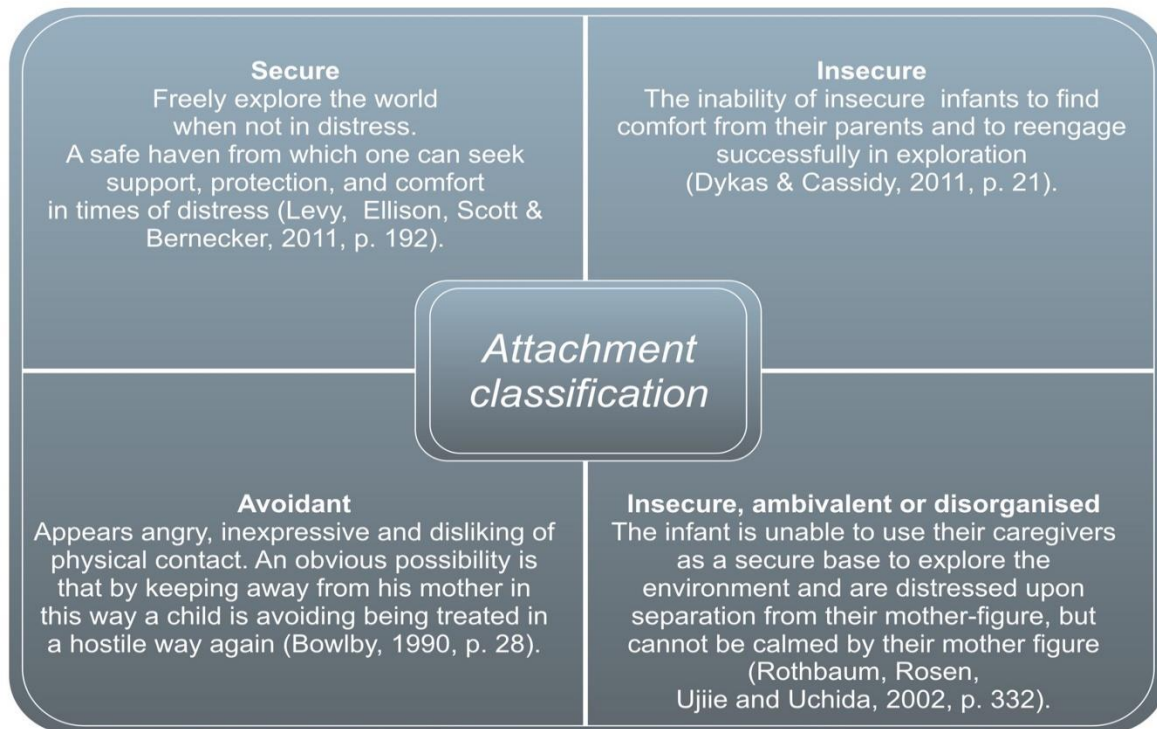 Secure
Freely explore the world
when not in distress.
A safe haven from which one can seek
support, protection, and comfort
in times of distress (Levy, Ellison, Scott &
Bernecker, 2011, p. 192).
Insecure
The inability of insecure infants to find
comfort from their parents and to reengage
successfully in exploration
(Dykas & Cassidy, 2011, p. 21).
Attachment
classification
Avoidant
Appears angry, inexpressive and disliking of
physical contact. An obvious possibility is
that by keeping away from his mother in
this way a child is avoiding being treated in
a hostile way again (Bowlby, 1990, p. 28).
Insecure, ambivalent or disorganised
The infant is unable to use their caregivers
as a secure base to explore the
environment and are distressed upon
separation from their mother-figure, but
cannot be calmed by their mother figure
(Rothbaum, Rosen,
Ujiie and Uchida, 2002, p. 332).